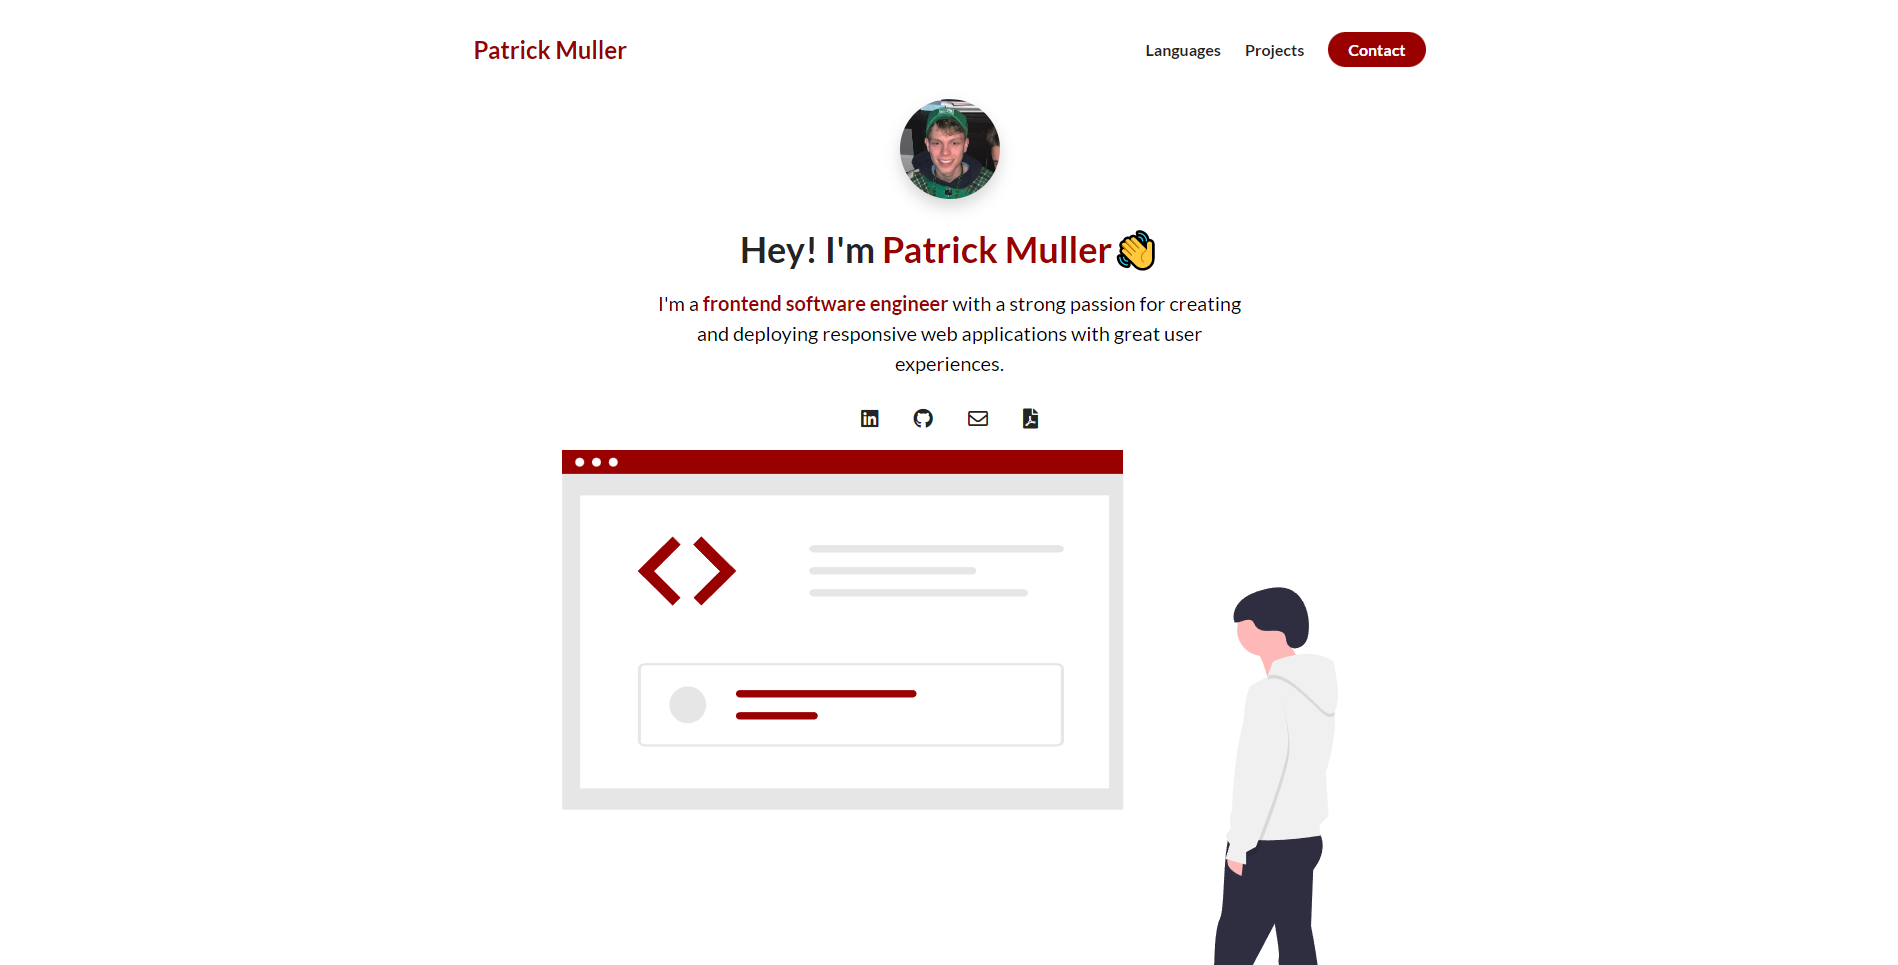 Patrick Muller
Languages Projects Contact
Hey! I'm Patrick Muller 👋
I'm a frontend software engineer with a strong passion for creating
and deploying responsive web applications with great user
experiences.